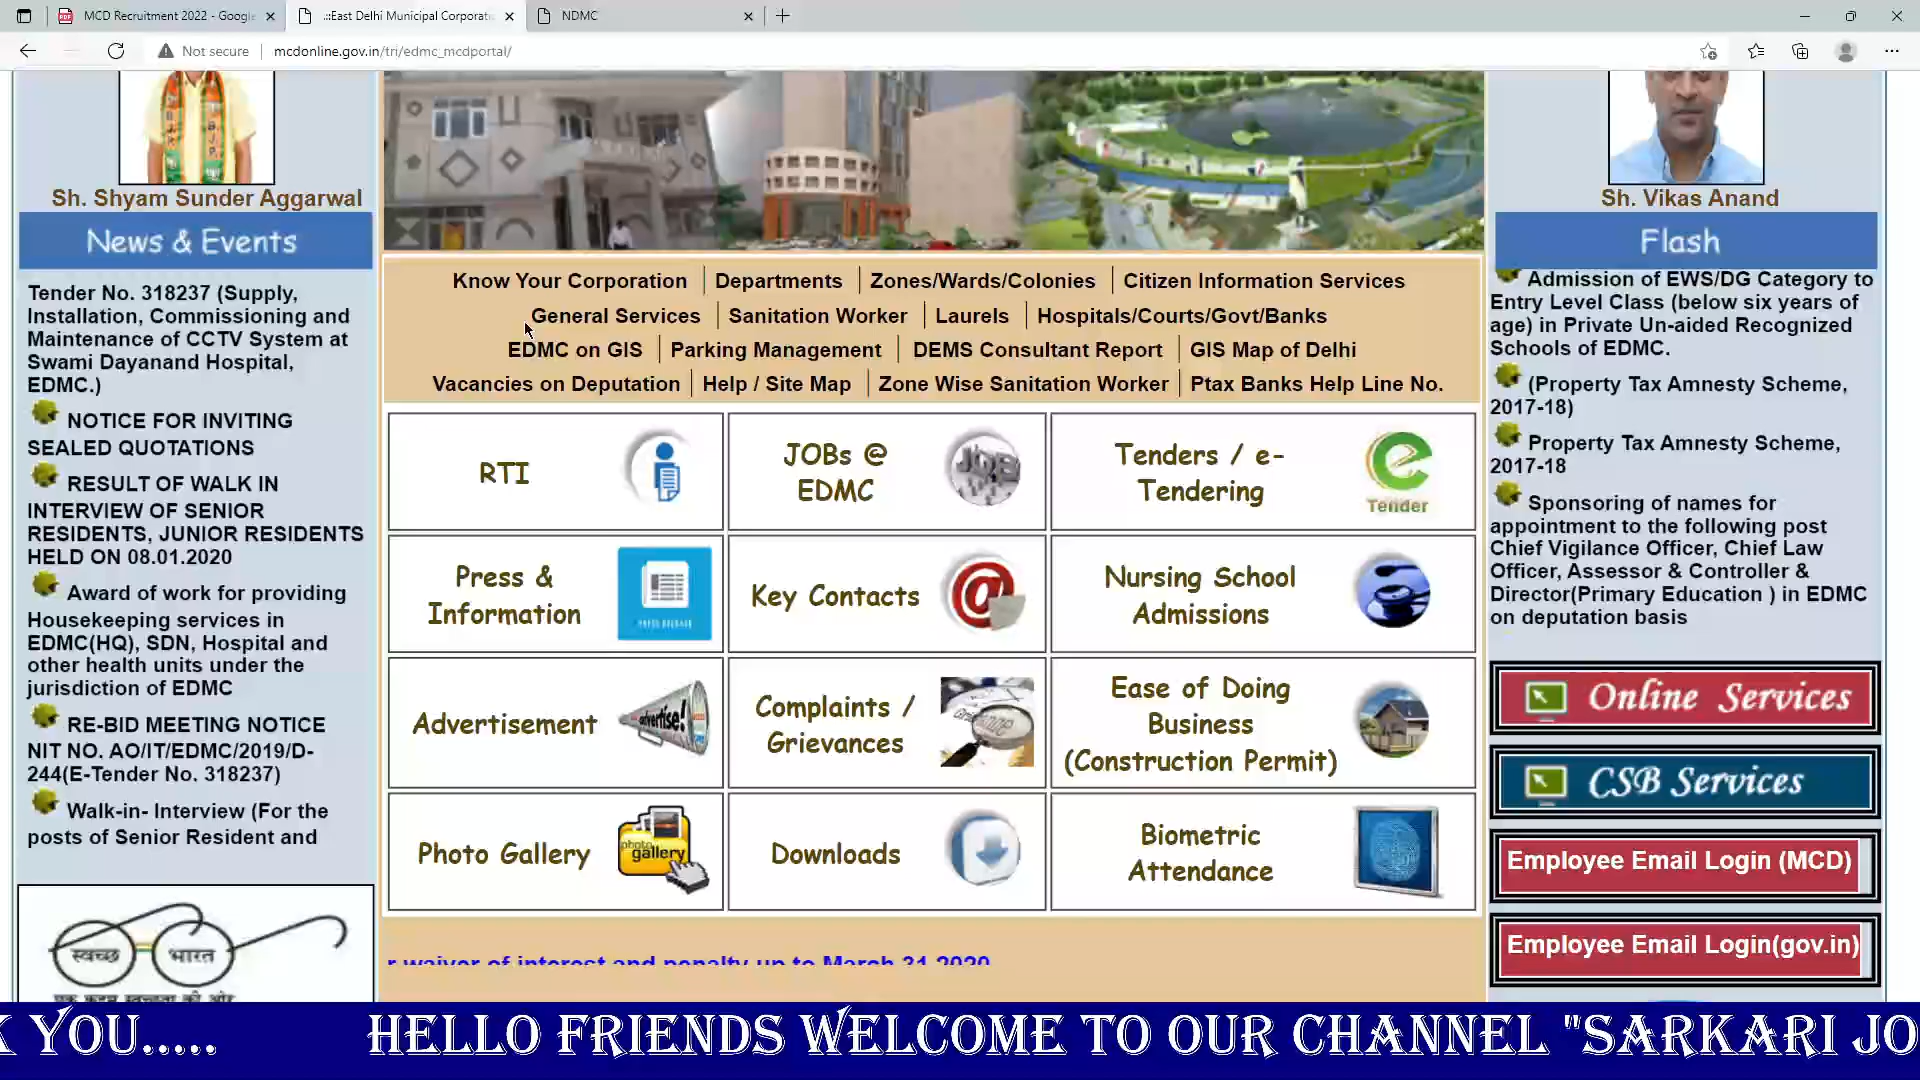 MCD Recruitment 2022 - Google
.::East Delhi Municipal Corporati
NDMC
Not secure
mcdonline.gov.in/tri/edmc_mcdportal/
Sh. Shyam Sunder Aggarwal
News & Events
Tender No. 318237 (Supply,
Installation, Commissioning and
Maintenance of CCTV System at
Swami Dayanand Hospital,
EDMC.)
NOTICE FOR INVITING
SEALED QUOTATIONS
RESULT OF WALK IN
INTERVIEW OF SENIOR
RESIDENTS, JUNIOR RESIDENTS
HELD ON 08.01.2020
Award of work for providing
Housekeeping services in
EDMC(HQ), SDN, Hospital and
other health units under the
jurisdiction of EDMC
RE-BID MEETING NOTICE
NIT NO. AO/IT/EDMC/2019/D-
244(E-Tender No. 318237)
Walk-in- Interview (For the
posts of Senior Resident and
स्वच्छ भारत
एक कदम स्वच्छता की ओर
Know Your Corporation Departments Zones/Wards/Colonies Citizen Information Services
General Services Sanitation Worker Laurels Hospitals/Courts/Govt/Banks
EDMC on GIS Parking Management DEMS Consultant Report GIS Map of Delhi
Vacancies on Deputation Help / Site Map Zone Wise Sanitation Worker Ptax Banks Help Line No.
RTI
JOBs @
EDMC
JOB
Tenders / e-
Tendering
e
Tender
Press &
Information
PRESS RELEASE
Key Contacts
@
Nursing School
Admissions
Advertisement
advertise!
Complaints /
Grievances
Ease of Doing
Business
(Construction Permit)
Photo Gallery
photo
gallery
Downloads
Biometric
Attendance
r waiver of interest and penalty up to March 31,2020
Sh. Vikas Anand
Flash
Admission of EWS/DG Category to
Entry Level Class (below six years of
age) in Private Un-aided Recognized
Schools of EDMC.
(Property Tax Amnesty Scheme,
2017-18)
Property Tax Amnesty Scheme,
2017-18
Sponsoring of names for
appointment to the following post
Chief Vigilance Officer, Chief Law
Officer, Assessor & Controller &
Director(Primary Education ) in EDMC
on deputation basis
Online Services
CSB Services
Employee Email Login (MCD)
Employee Email Login(gov.in)
K YOU..... HELLO FRIENDS WELCOME TO OUR CHANNEL "SARKARI JO